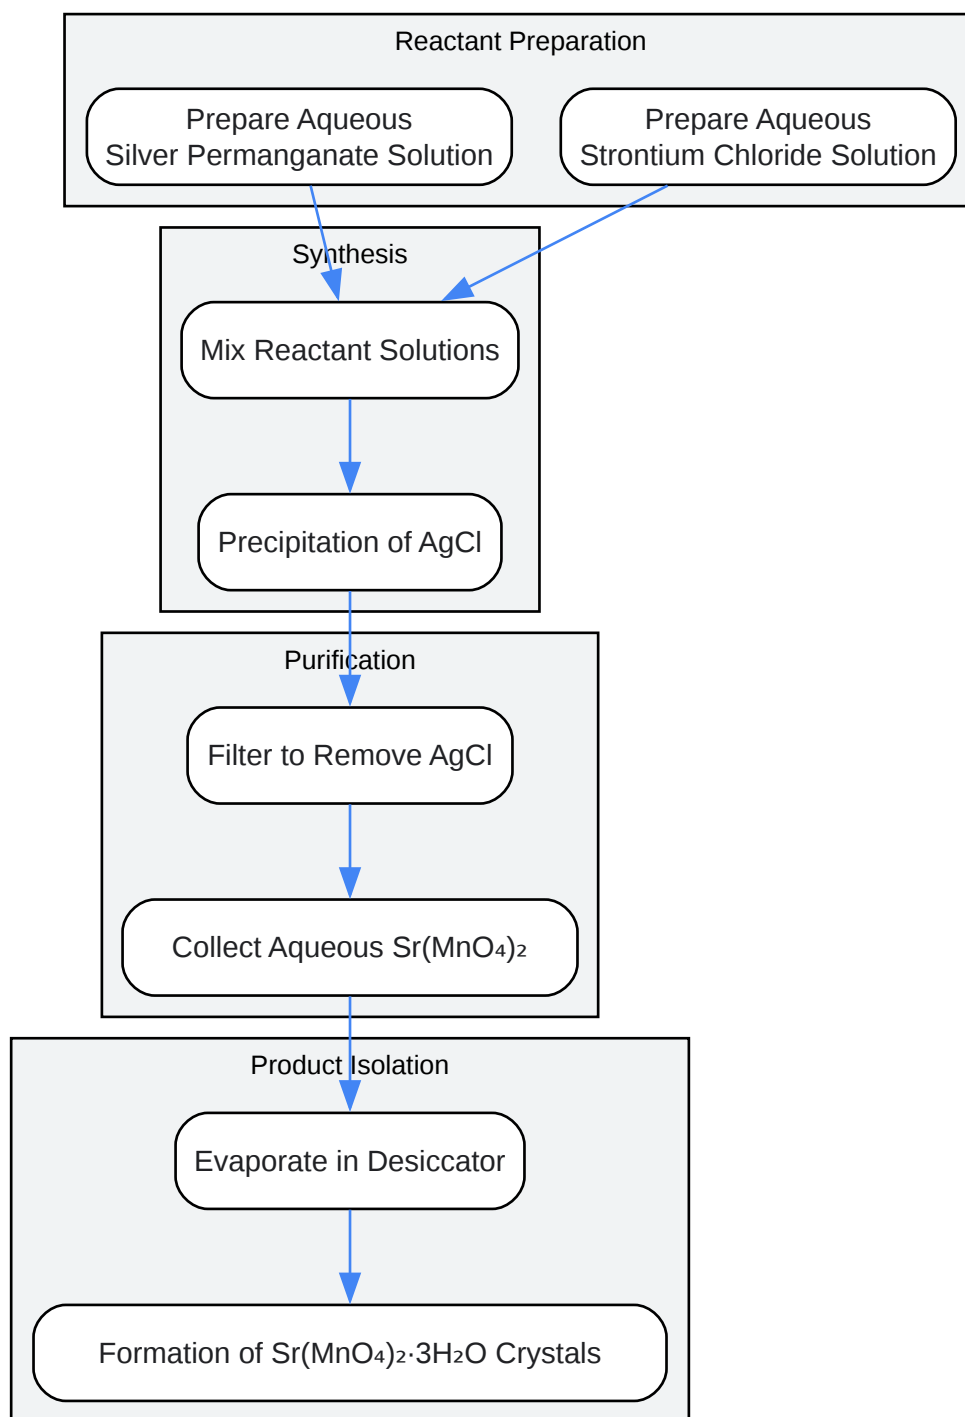 Reactant Preparation
Prepare Aqueous
Silver Permanganate Solution
Prepare Aqueous
Strontium Chloride Solution
Synthesis
Mix Reactant Solutions
Precipitation of AgCl
Purification
Filter to Remove AgCl
Collect Aqueous Sr(MnO₄)₂
Product Isolation
Evaporate in Desiccator
Formation of Sr(MnO₄)₂·3H₂O Crystals